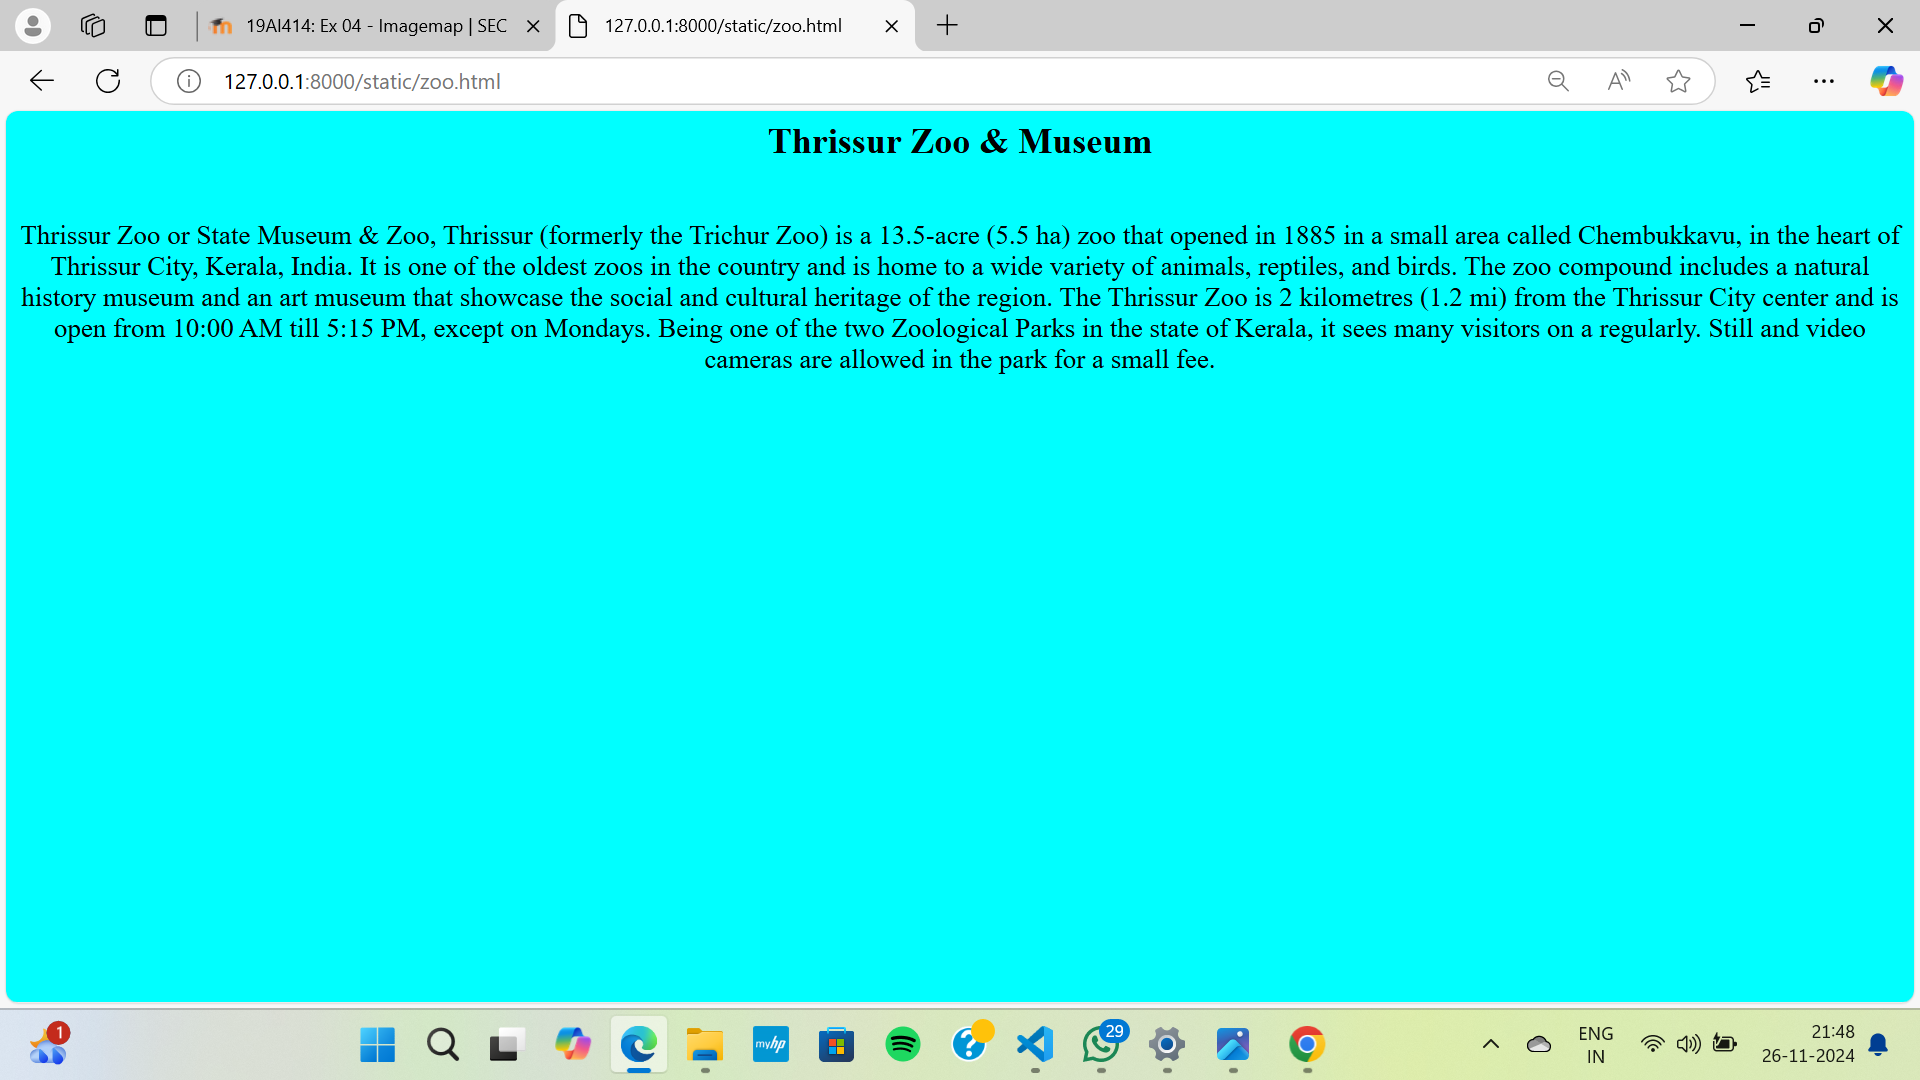 19AI414: Ex 04 - Imagemap | SEC
127.0.0.1:8000/static/zoo.html
127.0.0.1:8000/static/zoo.html
Thrissur Zoo & Museum
Thrissur Zoo or State Museum & Zoo, Thrissur (formerly the Trichur Zoo) is a 13.5-acre (5.5 ha) zoo that opened in 1885 in a small area called Chembukkavu, in the heart of
Thrissur City, Kerala, India. It is one of the oldest zoos in the country and is home to a wide variety of animals, reptiles, and birds. The zoo compound includes a natural
history museum and an art museum that showcase the social and cultural heritage of the region. The Thrissur Zoo is 2 kilometres (1.2 mi) from the Thrissur City center and is
open from 10:00 AM till 5:15 PM, except on Mondays. Being one of the two Zoological Parks in the state of Kerala, it sees many visitors on a regularly. Still and video
cameras are allowed in the park for a small fee.
1
myhp
29
ENG
IN
21:48
26-11-2024